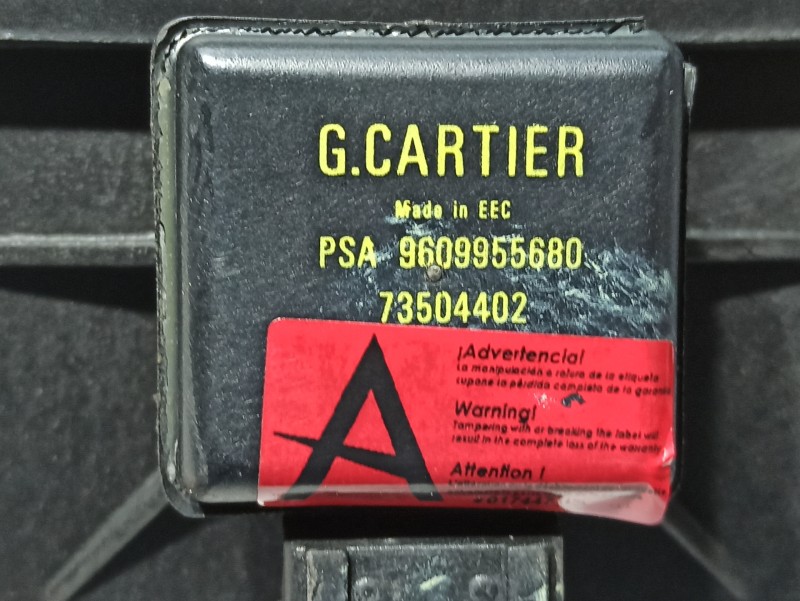 G.CARTIER
Made in EEC
PSA 9609955680
73504402
A
¡Advertencia!
La manipulación o rotura de la etiqueta
supone la pérdida completa de la garantía
Warning!
Tampering with or breaking the label will
result in the complete loss of the warranty
Attention !